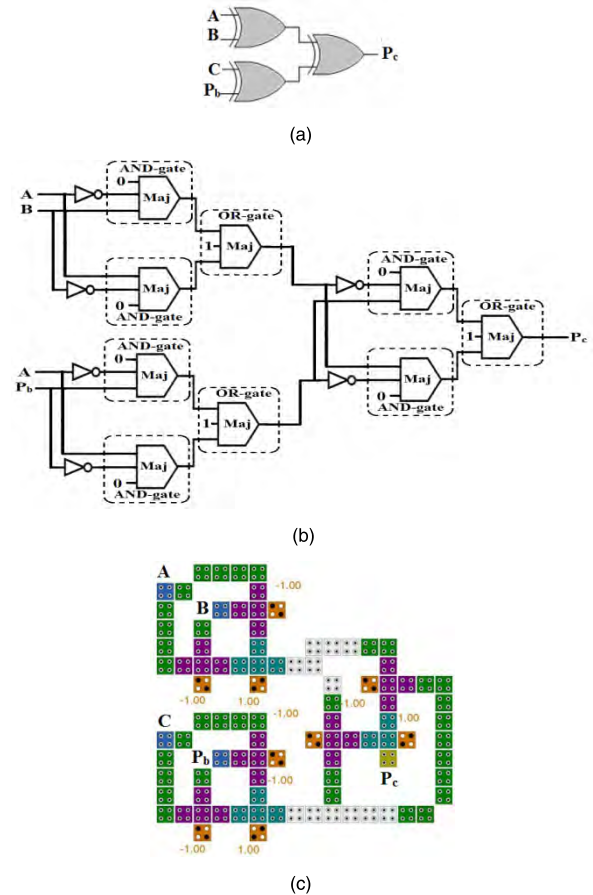 A
B
C
Pb
Pc
(a)
AND-gate
0
Maj
A
B
OR-gate
1
Maj
AND-gate
0
Maj
Maj
0
AND-gate
OR-gate
1
Maj
Pc
AND-gate
0
Maj
A
Pb
Maj
0
AND-gate
OR-gate
1
Maj
Maj
0
AND-gate
(b)
A
-1.00
B
-1.00
1.00
-1.00
-1.00
1.00
C
Pb
-1.00
Pc
-1.00
1.00
(c)